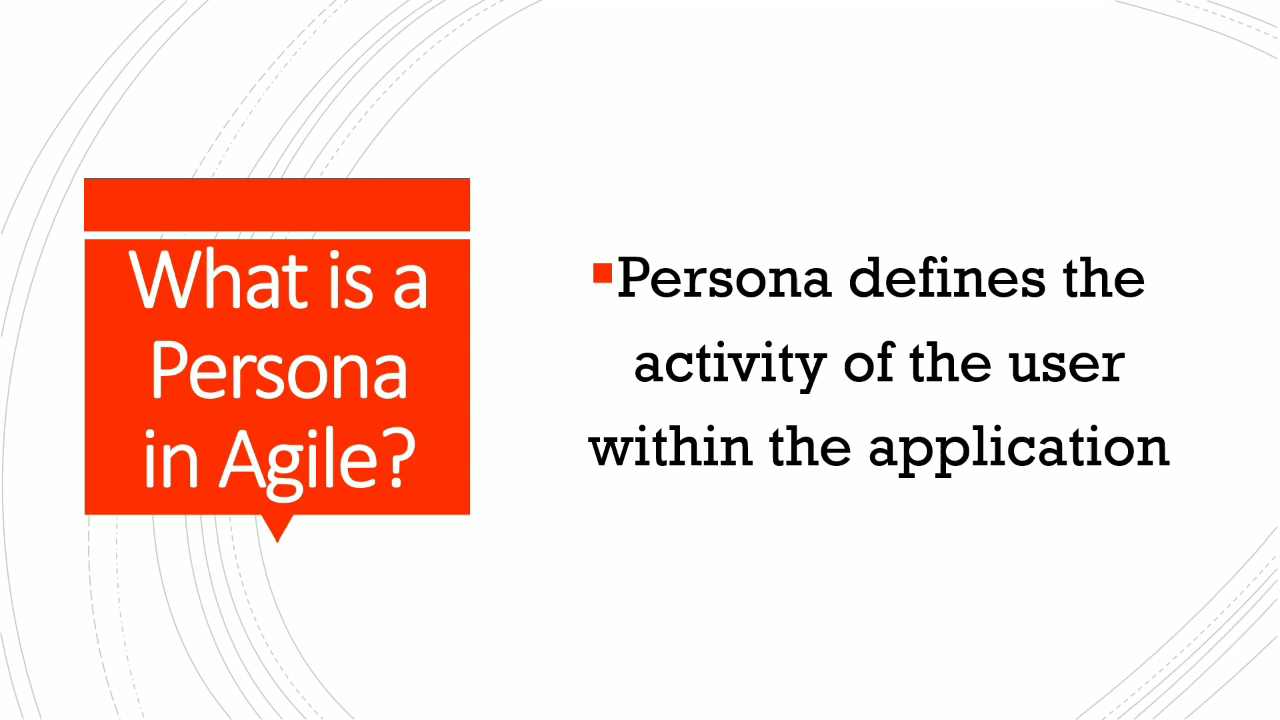 What is a
Persona
in Agile?
Persona defines the
activity of the user
within the application